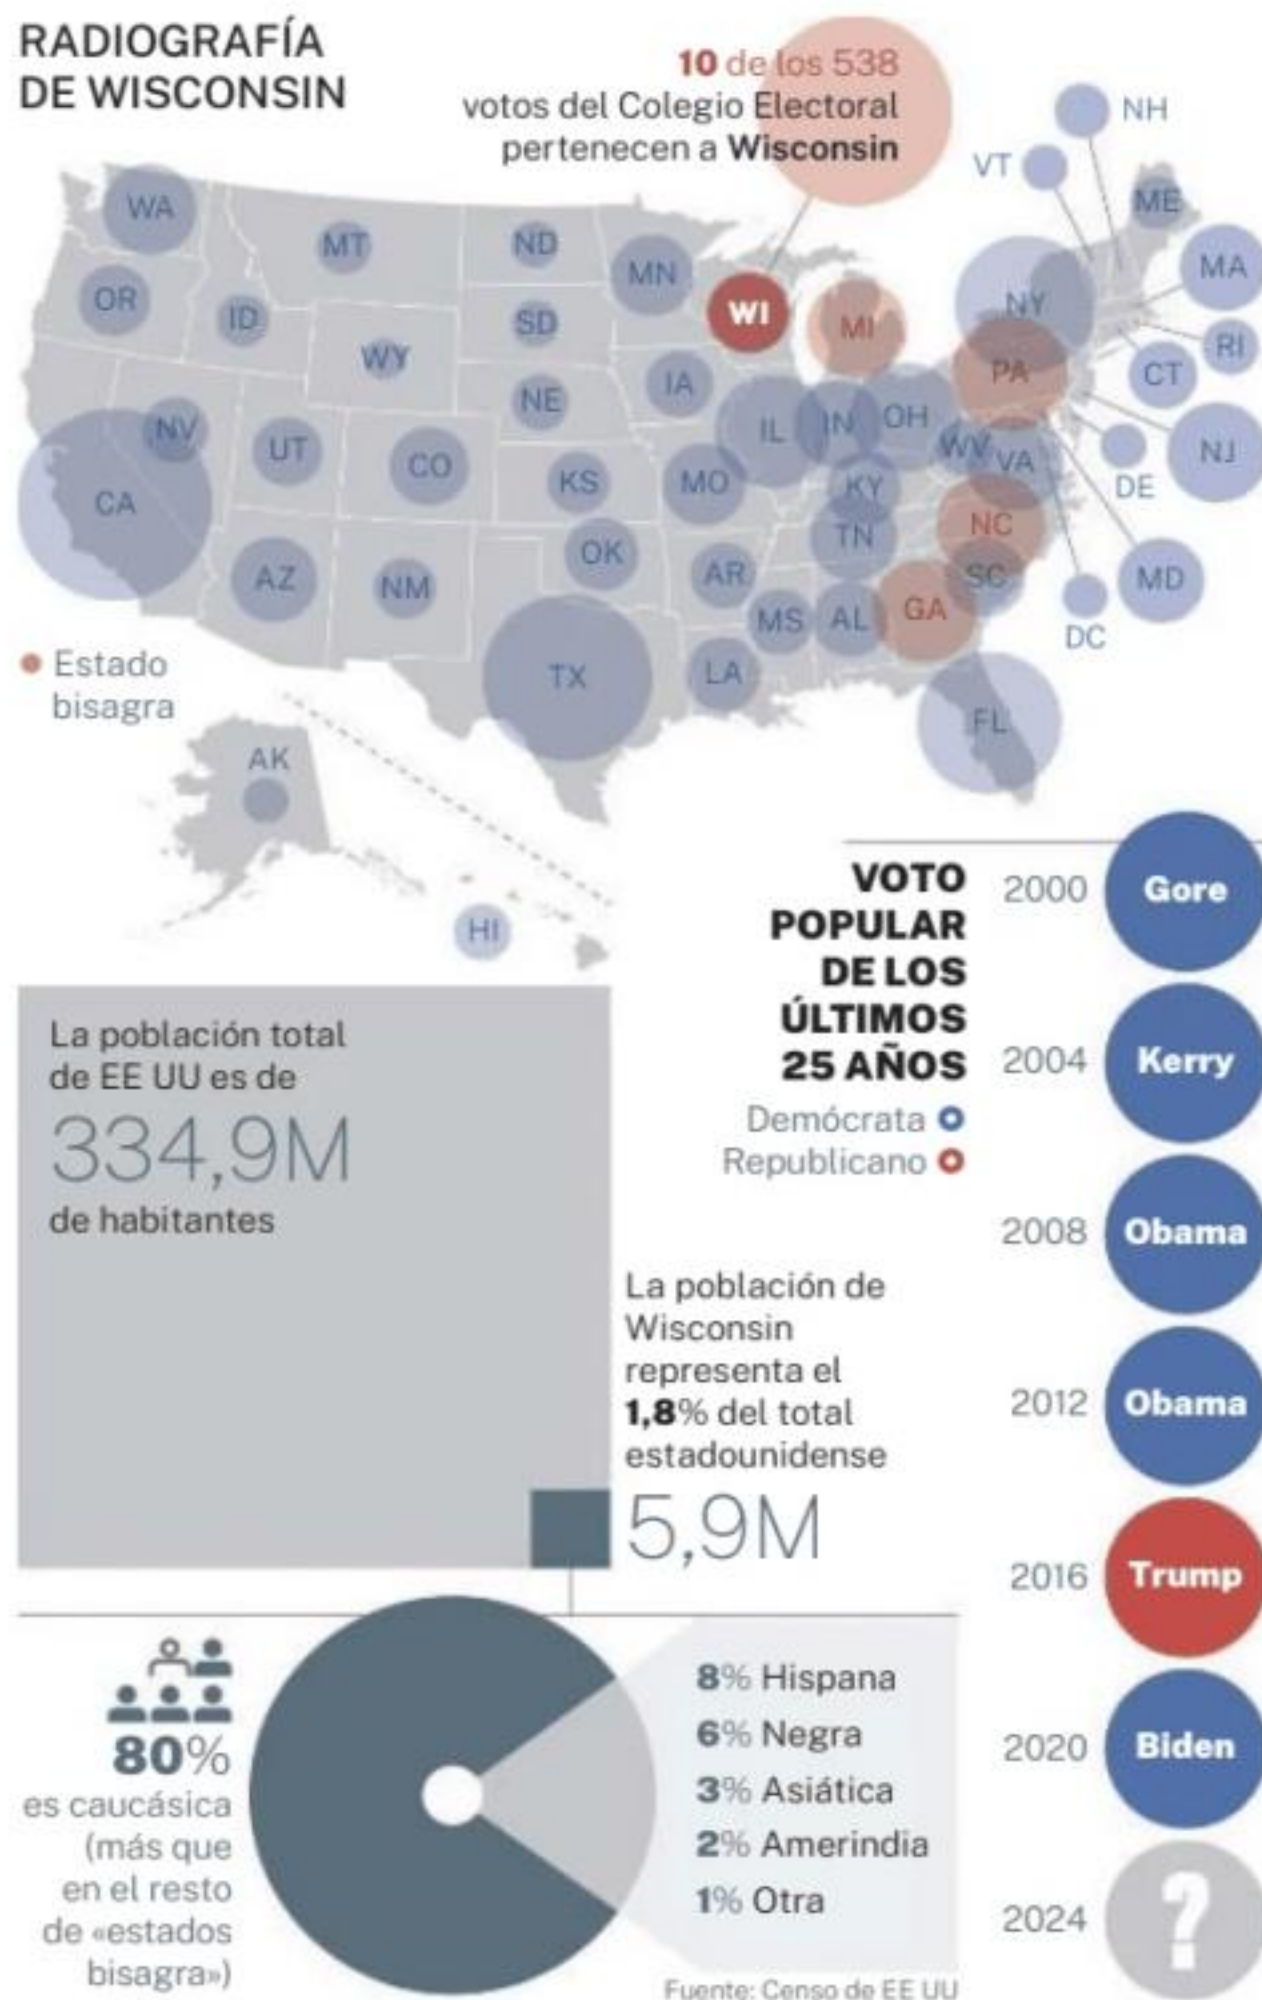 RADIOGRAFÍA
DE WISCONSIN
10 de los 538
votos del Colegio Electoral
pertenecen a Wisconsin
NH
VT
ME
WA
MT
ND
MN
MA
OR
ID
SD
WI
MI
NY
RI
WY
PA
CT
IA
NE
NV
UT
CO
IL
IN
OH
WV
VA
NJ
CA
KS
MO
KY
DE
NC
TN
OK
AZ
NM
AR
SC
MD
MS
AL
GA
DC
Estado
bisagra
TX
LA
FL
AK
HI
VOTO
POPULAR
DE LOS
ÚLTIMOS
25 AÑOS
Demócrata
Republicano
2000 Gore
2004 Kerry
2008 Obama
2012 Obama
2016 Trump
2020 Biden
2024 ?
La población total
de EE UU es de
334,9M
de habitantes
La población de
Wisconsin
representa el
1,8% del total
estadounidense
5,9M
80%
es caucásica
(más que
en el resto
de «estados
bisagra»)
8% Hispana
6% Negra
3% Asiática
2% Amerindia
1% Otra
Fuente: Censo de EE UU